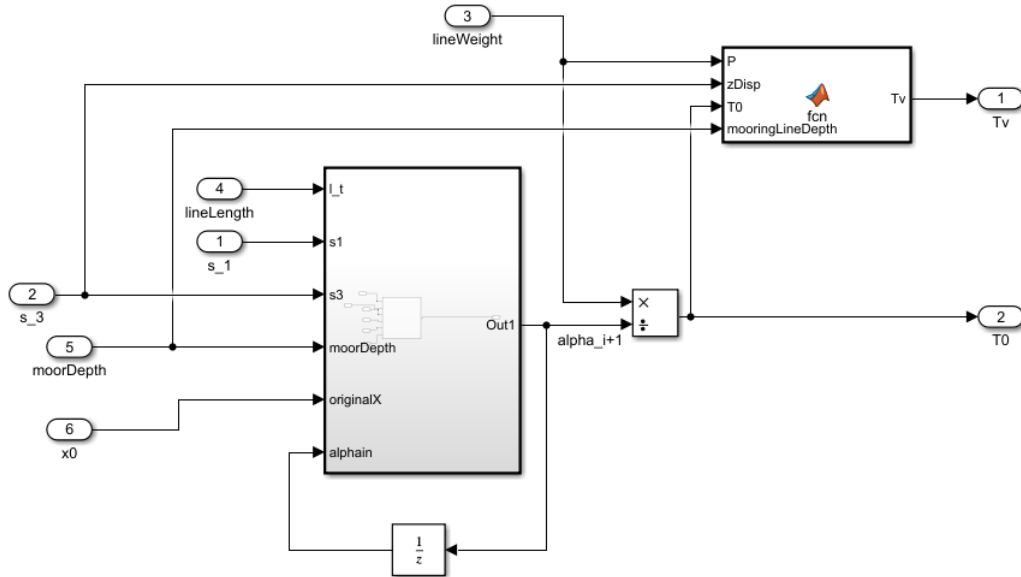 3
lineWeight
P
zDisp
T0
mooringLineDepth
fcn
Tv
1
Tv
4
lineLength
1
s_1
2
s_3
5
moorDepth
6
x0
l_t
s1
s3
moorDepth
originalX
alphain
Out1
alpha_i+1
×
÷
2
T0
1
z